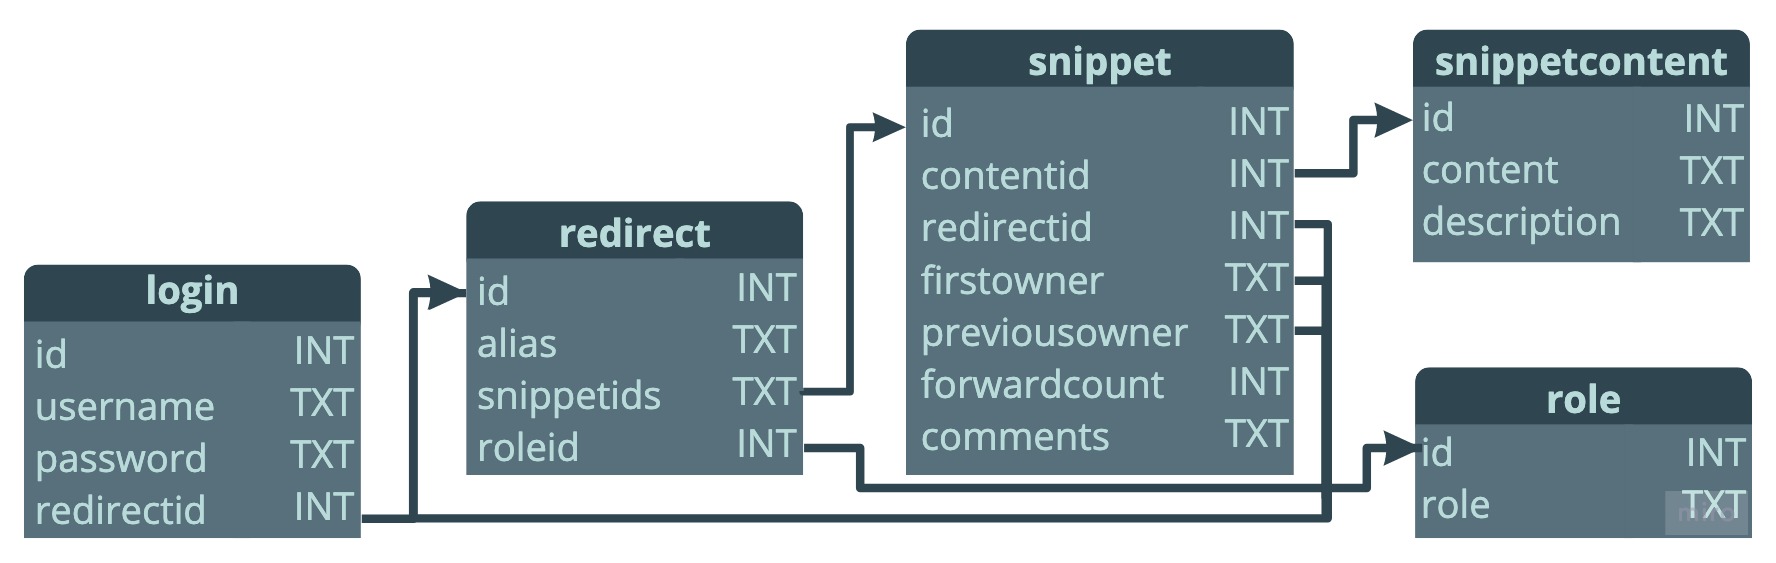 login
id INT
username TXT
password TXT
redirectid INT
redirect
id INT
alias TXT
snippetids TXT
roleid INT
snippet
id INT
contentid INT
redirectid INT
firstowner TXT
previousowner TXT
forwardcount INT
comments TXT
snippetcontent
id INT
content TXT
description TXT
role
id INT
role TXT
miro